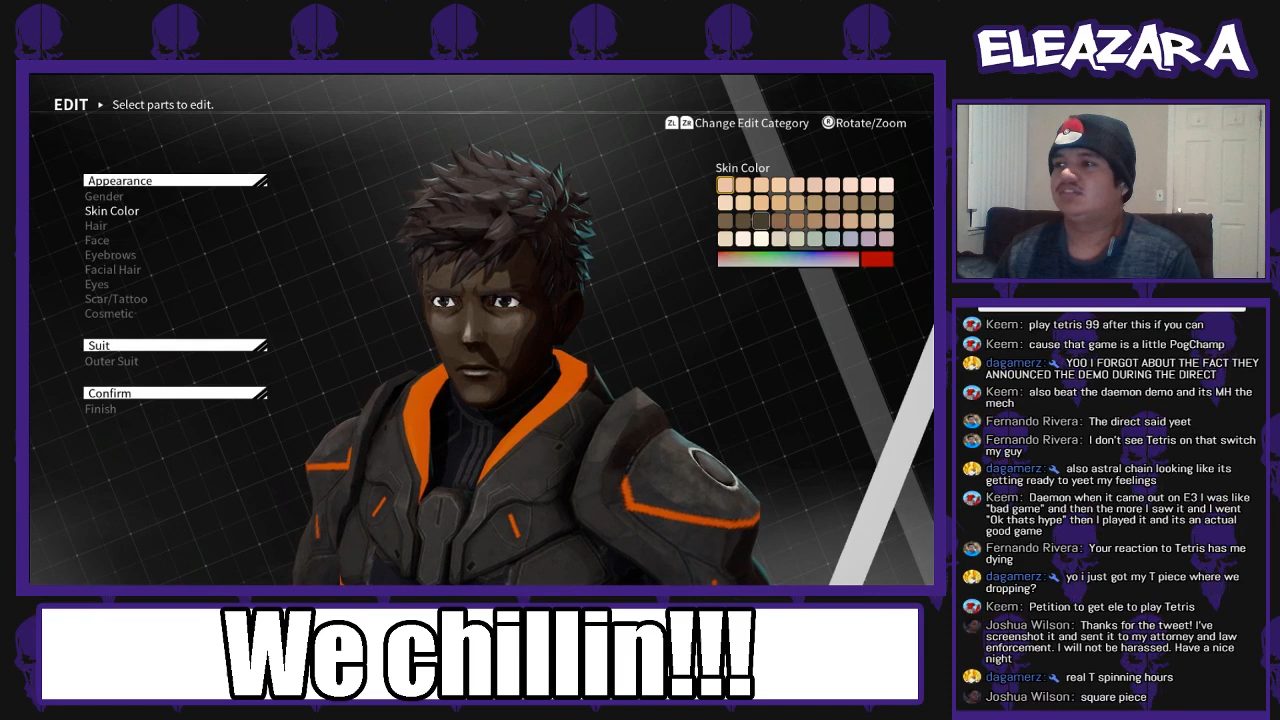 ELEAZAR A
EDIT ▸ Select parts to edit.
ZL ZR Change Edit Category R Rotate/Zoom
Appearance
Gender
Skin Color
Hair
Face
Eyebrows
Facial Hair
Eyes
Scar/Tattoo
Cosmetic
Suit
Outer Suit
Confirm
Finish
Skin Color
We chillin!!!
Keem: play tetris 99 after this if you can
Keem: cause that game is a little PogChamp
dagamerz: YOO I FORGOT ABOUT THE FACT THEY
ANNOUNCED THE DEMO DURING THE DIRECT
Keem: also beat the daemon demo and its MH the
mech
Fernando Rivera: The direct said yeet
Fernando Rivera: I don't see Tetris on that switch
my guy
dagamerz: also astral chain looking like its
getting ready to yeet my feelings
Keem: Daemon when it came out on E3 I was like
"bad game" and then the more I saw it and I went
"Ok thats hype" then I played it and its an actual
good game
Fernando Rivera: Your reaction to Tetris has me
dying
dagamerz: yo i just got my T piece where we
dropping?
Keem: Petition to get ele to play Tetris
Joshua Wilson: Thanks for the tweet! I've
screenshot it and sent it to my attorney and law
enforcement. I will not be harassed. Have a nice
night
dagamerz: real T spinning hours
Joshua Wilson: square piece